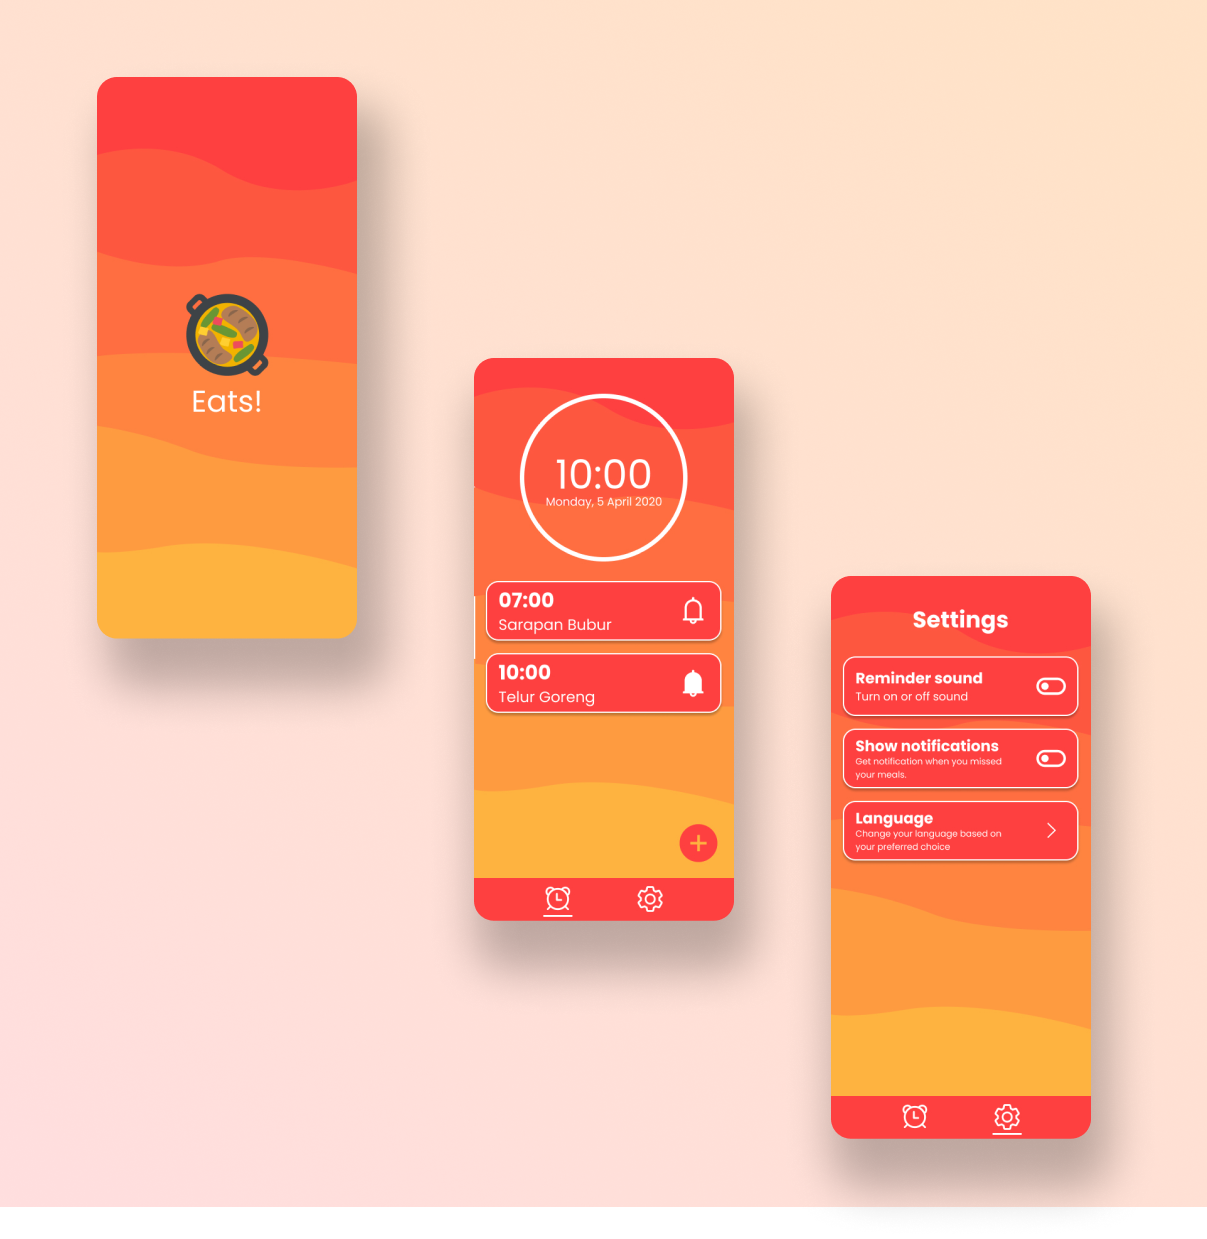 Eats!
10:00
Monday, 5 April 2020
07:00
Sarapan Bubur
10:00
Telur Goreng
Settings
Reminder sound
Turn on or off sound
Show notifications
Get notification when you missed
your meals.
Language
Change your language based on
your preferred choice